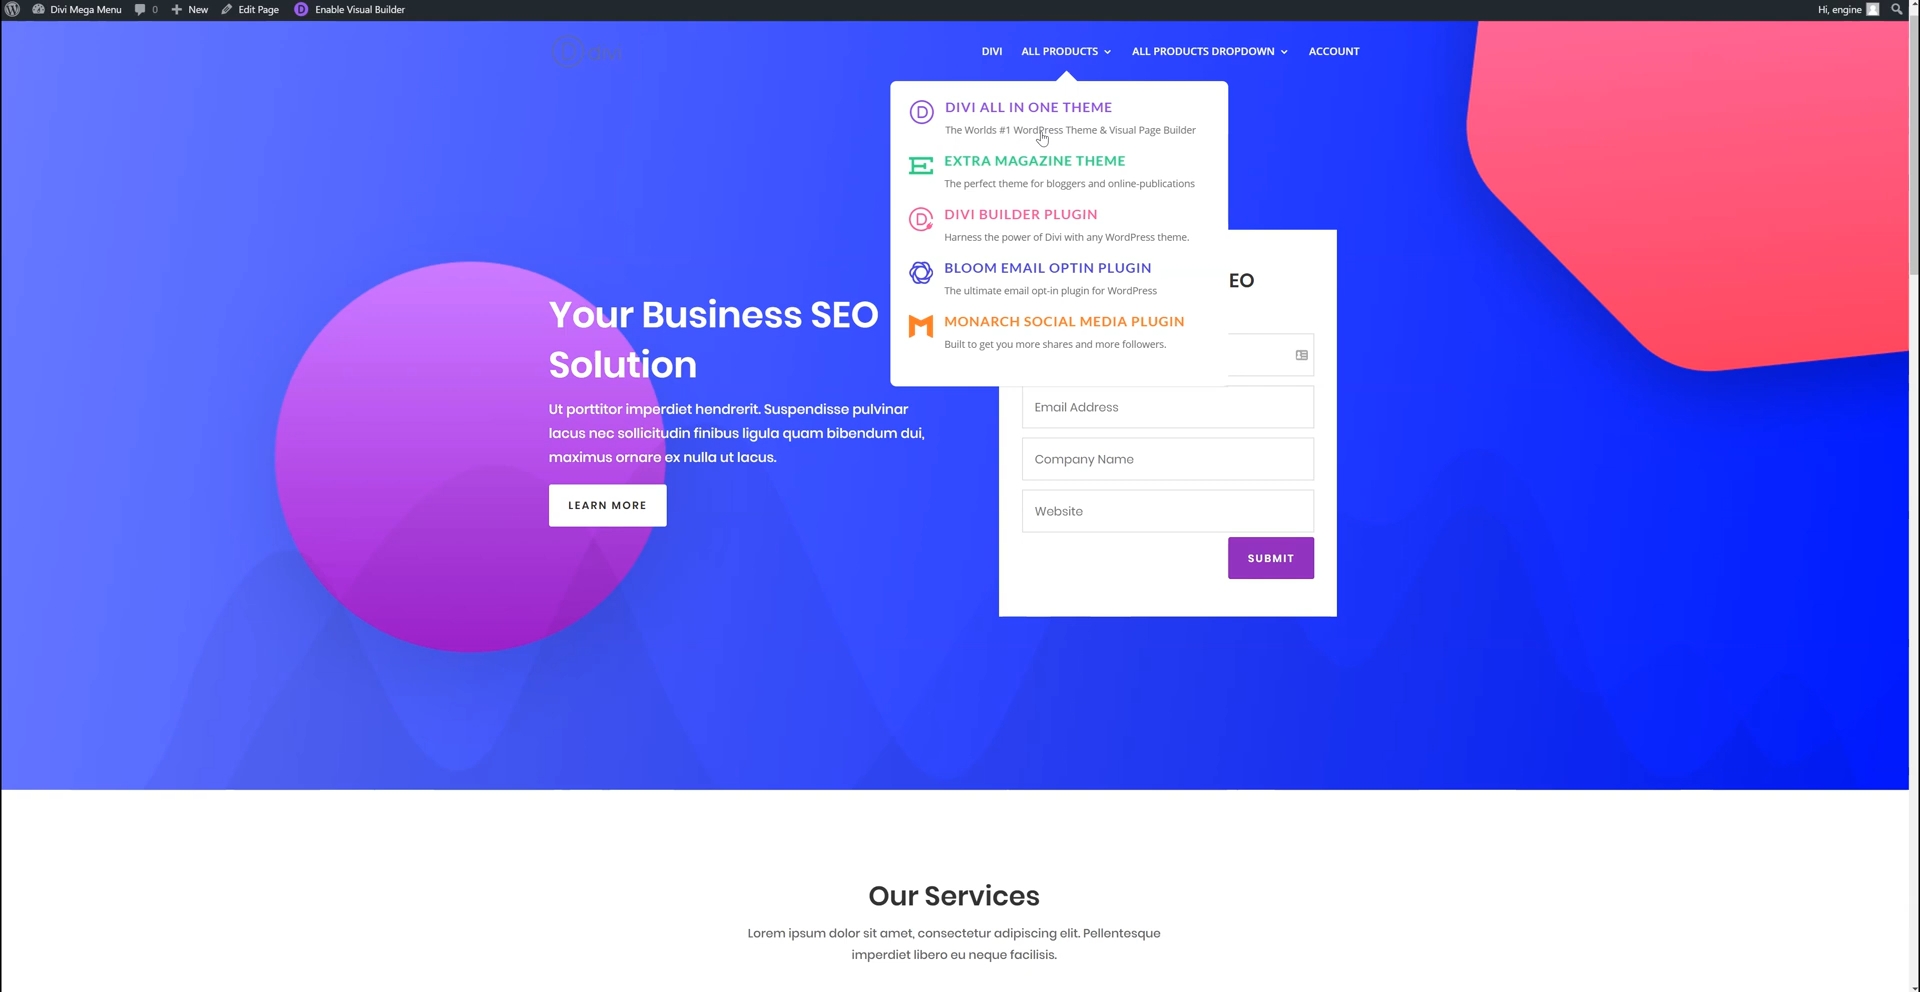 Divi Mega Menu
0
New
Edit Page
Enable Visual Builder
Hi, engine
divi
DIVI
ALL PRODUCTS
ALL PRODUCTS DROPDOWN
ACCOUNT
DIVI ALL IN ONE THEME
The Worlds #1 WordPress Theme & Visual Page Builder
EXTRA MAGAZINE THEME
The perfect theme for bloggers and online-publications
DIVI BUILDER PLUGIN
Harness the power of Divi with any WordPress theme.
BLOOM EMAIL OPTIN PLUGIN
The ultimate email opt-in plugin for WordPress
MONARCH SOCIAL MEDIA PLUGIN
Built to get you more shares and more followers.
Your Business SEO
Solution
Ut porttitor imperdiet hendrerit. Suspendisse pulvinar
lacus nec sollicitudin finibus ligula quam bibendum dui,
maximus ornare ex nulla ut lacus.
LEARN MORE
EO
Email Address
Company Name
Website
SUBMIT
Our Services
Lorem ipsum dolor sit amet, consectetur adipiscing elit. Pellentesque
imperdiet libero eu neque facilisis.